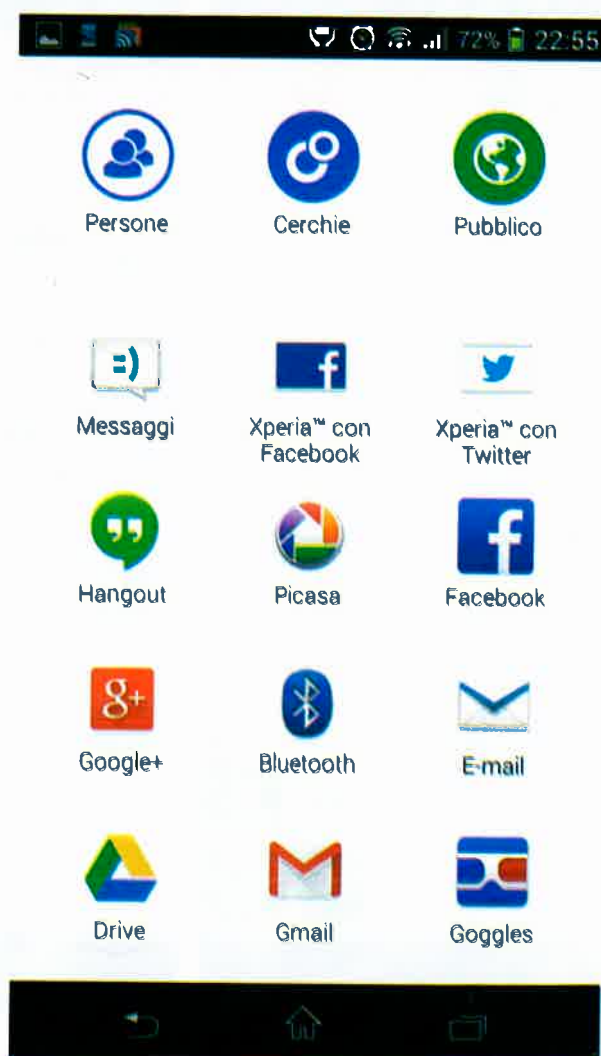 72% 22:55
Persone Cerchie Pubblico
=)
Messaggi Xperia™ con Facebook Xperia™ con Twitter
Hangout Picasa Facebook
g+
Google+ Bluetooth E-mail
Drive Gmail Goggles